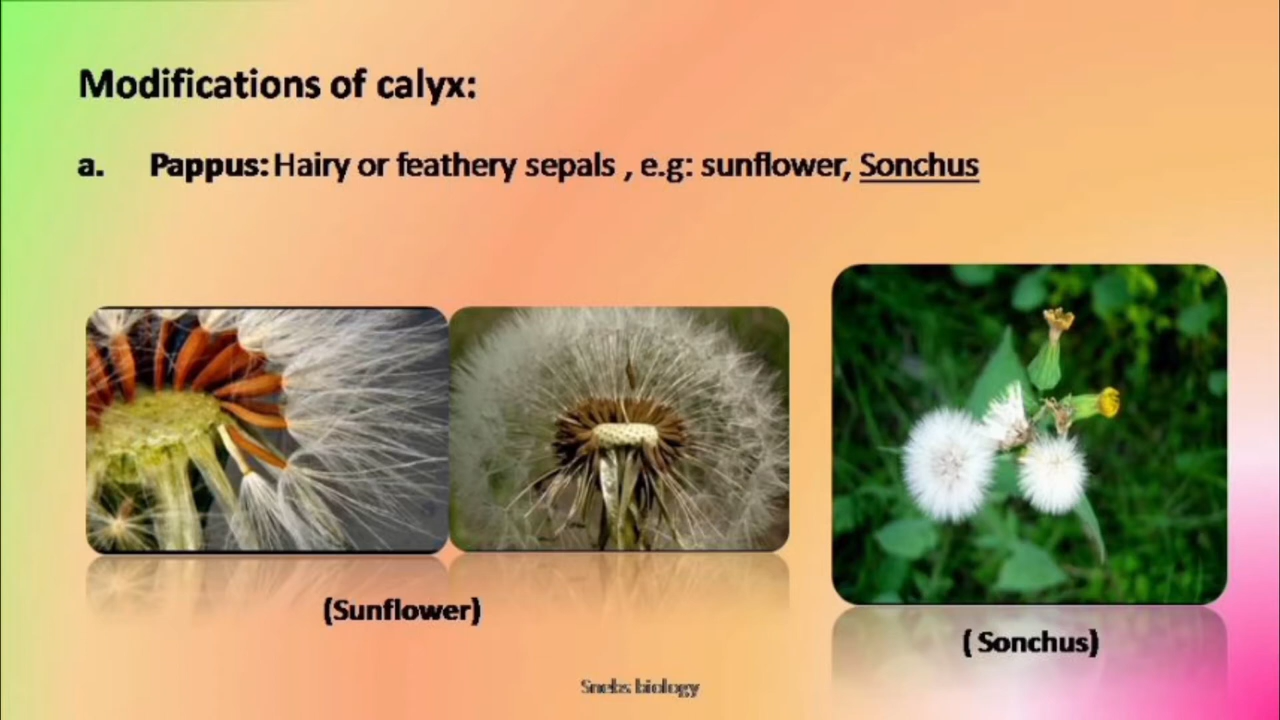 Modifications of calyx:
a. Pappus: Hairy or feathery sepals , e.g: sunflower, Sonchus
(Sunflower)
( Sonchus)
Snebs biology